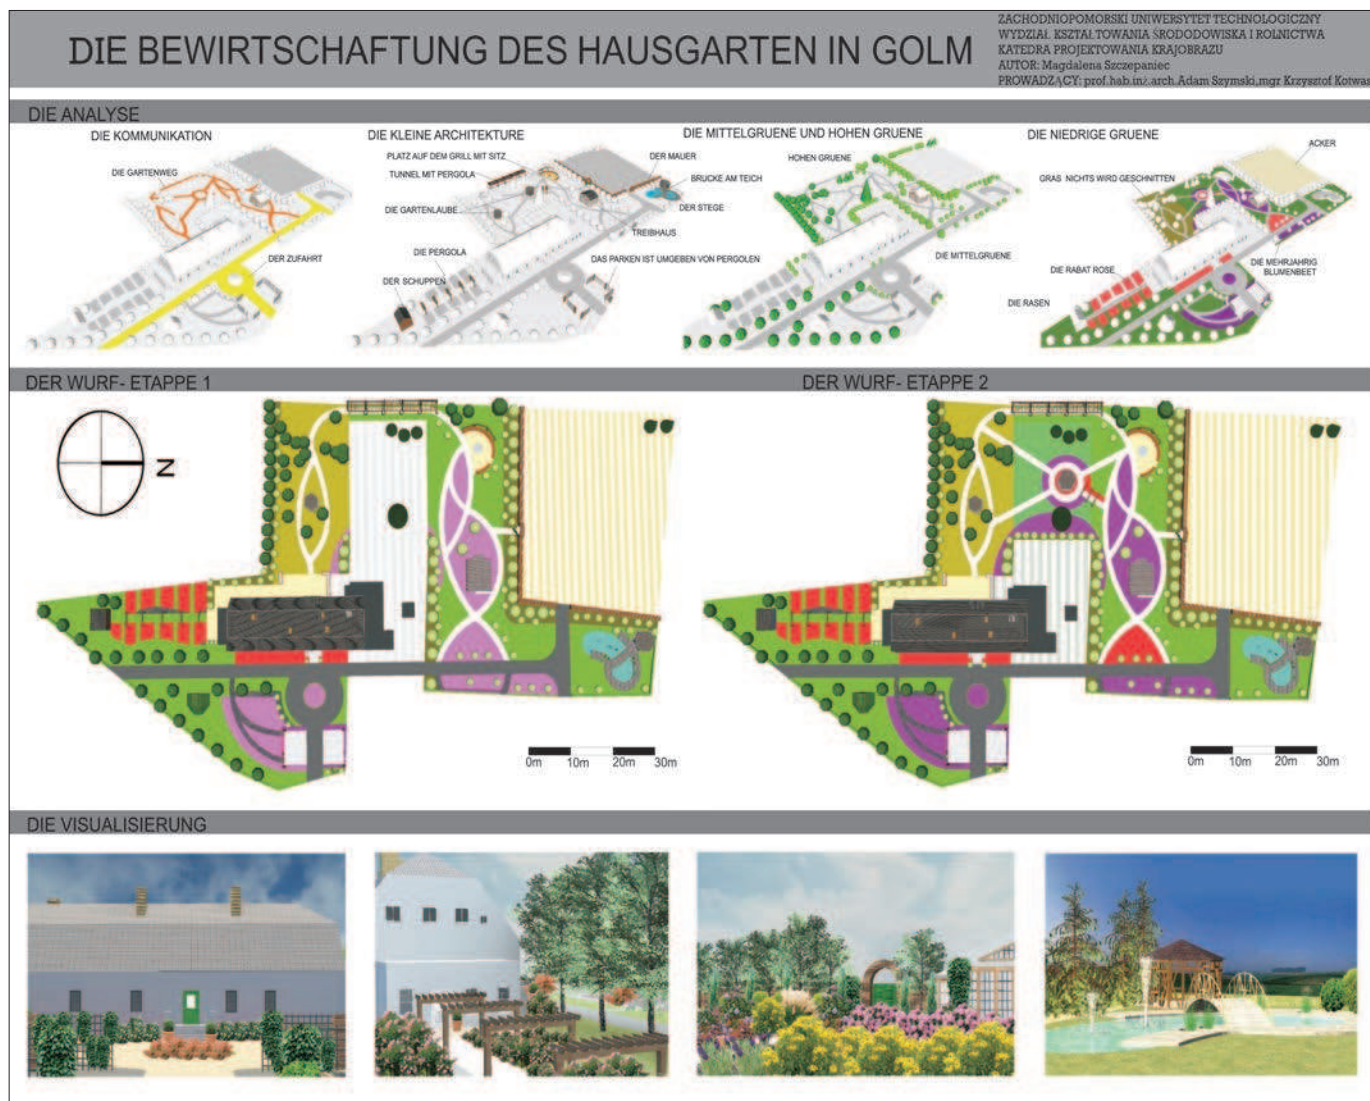 DIE BEWIRTSCHAFTUNG DES HAUSGARTEN IN GOLM
ZACHODNIOPOMORSKI UNIWERSYTET TECHNOLOGICZNY
WYDZIAŁ KSZTAŁTOWANIA ŚRODODOWISKA I ROLNICTWA
KATEDRA PROJEKTOWANIA KRAJOBRAZU
AUTOR: Magdalena Szczepaniec
PROWADZĄCY: prof.hab.inż.arch.Adam Szymski,mgr Krzysztof Kotwas
DIE ANALYSE
DIE KOMMUNIKATION
DIE GARTENWEG
DER ZUFAHRT
DIE KLEINE ARCHITEKTURE
PLATZ AUF DEM GRILL MIT SITZ
TUNNEL MIT PERGOLA
DIE GARTENLAUBE
DIE PERGOLA
DER SCHUPPEN
DER MAUER
BRUCKE AM TEICH
DER STEGE
TREIBHAUS
DAS PARKEN IST UMGEBEN VON PERGOLEN
DIE MITTELGRUENE UND HOHEN GRUENE
HOHEN GRUENE
DIE MITTELGRUENE
DIE NIEDRIGE GRUENE
ACKER
GRAS NICHTS WIRD GESCHNITTEN
DIE RABAT ROSE
DIE RASEN
DIE MEHRJAHRIG
BLUMENBEET
DER WURF- ETAPPE 1
DER WURF- ETAPPE 2
N
0m 10m 20m 30m
0m 10m 20m 30m
DIE VISUALISIERUNG